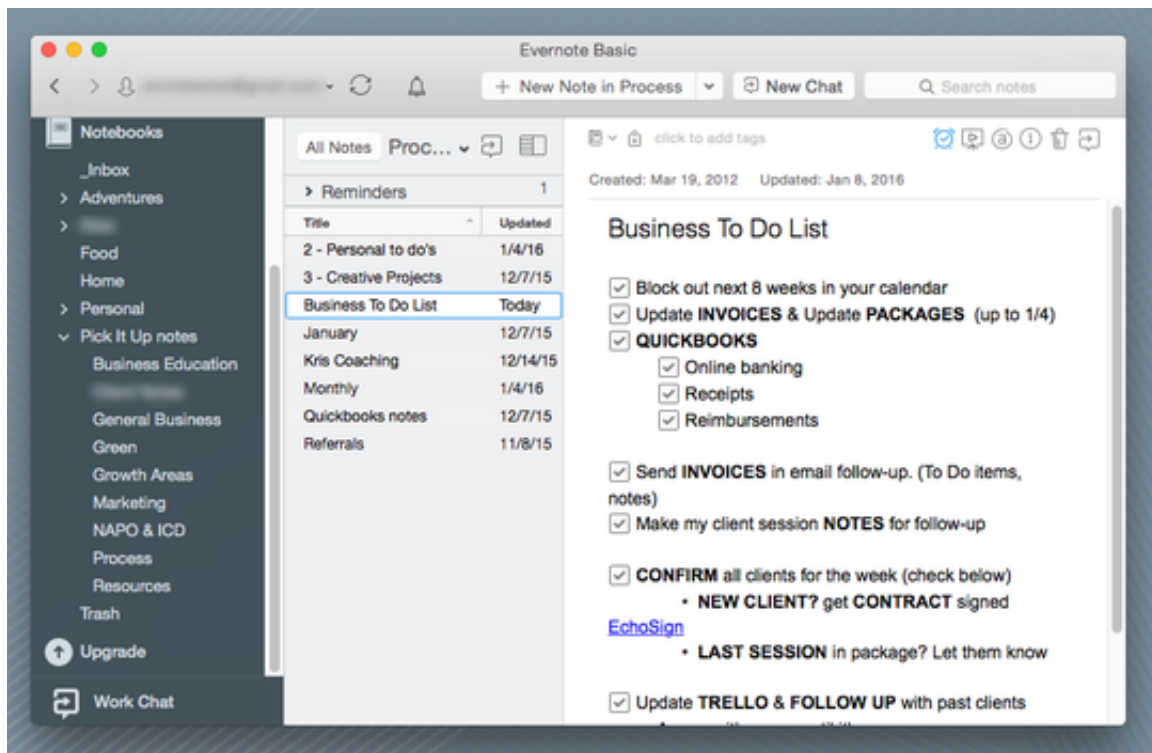 Evernote Basic
New Note in Process
New Chat
Search notes
Notebooks
_Inbox
Adventures
Food
Home
Personal
Pick It Up notes
Business Education
General Business
Green
Growth Areas
Marketing
NAPO & ICD
Process
Resources
Trash
Upgrade
Work Chat
All Notes Proc...
Reminders 1
Title Updated
2 - Personal to do's 1/4/16
3 - Creative Projects 12/7/15
Business To Do List Today
January 12/7/15
Kris Coaching 12/14/15
Monthly 1/4/16
Quickbooks notes 12/7/15
Referrals 11/8/15
click to add tags
Created: Mar 19, 2012 Updated: Jan 8, 2016
Business To Do List
Block out next 8 weeks in your calendar
Update INVOICES & Update PACKAGES (up to 1/4)
QUICKBOOKS
Online banking
Receipts
Reimbursements
Send INVOICES in email follow-up. (To Do items,
notes)
Make my client session NOTES for follow-up
CONFIRM all clients for the week (check below)
• NEW CLIENT? get CONTRACT signed
EchoSign
• LAST SESSION in package? Let them know
Update TRELLO & FOLLOW UP with past clients